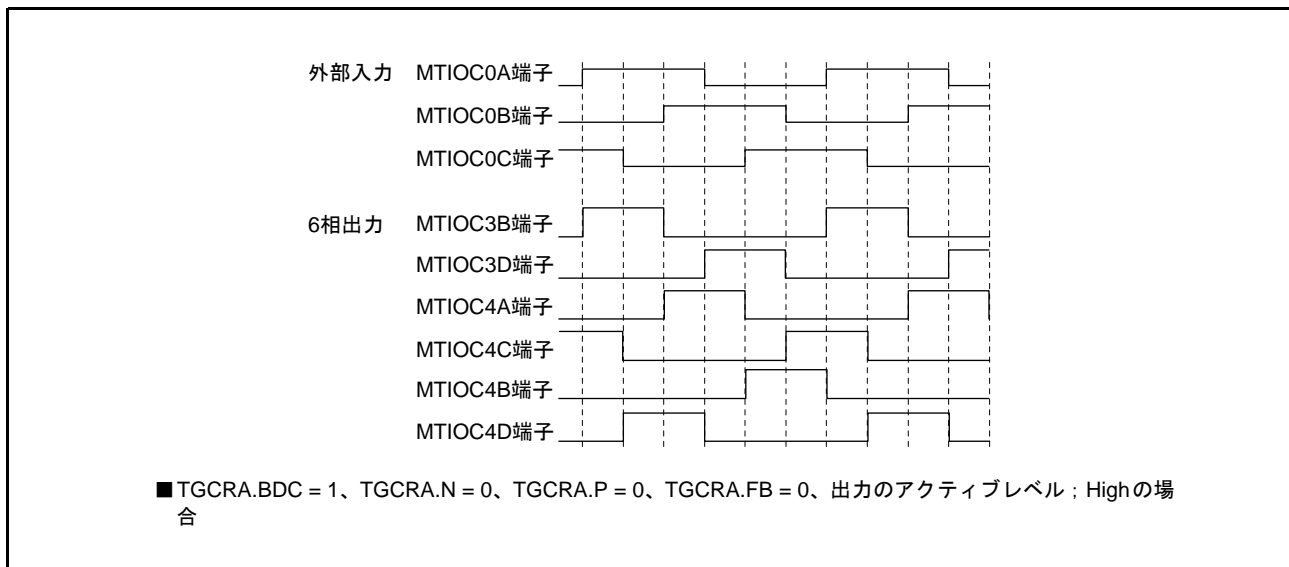 外部入力 MTIOC0A端子
MTIOC0B端子
MTIOC0C端子
6相出力 MTIOC3B端子
MTIOC3D端子
MTIOC4A端子
MTIOC4C端子
MTIOC4B端子
MTIOC4D端子
■TGCRA.BDC = 1、TGCRA.N = 0、TGCRA.P = 0、TGCRA.FB = 0、出力のアクティブレベル；Highの場
合